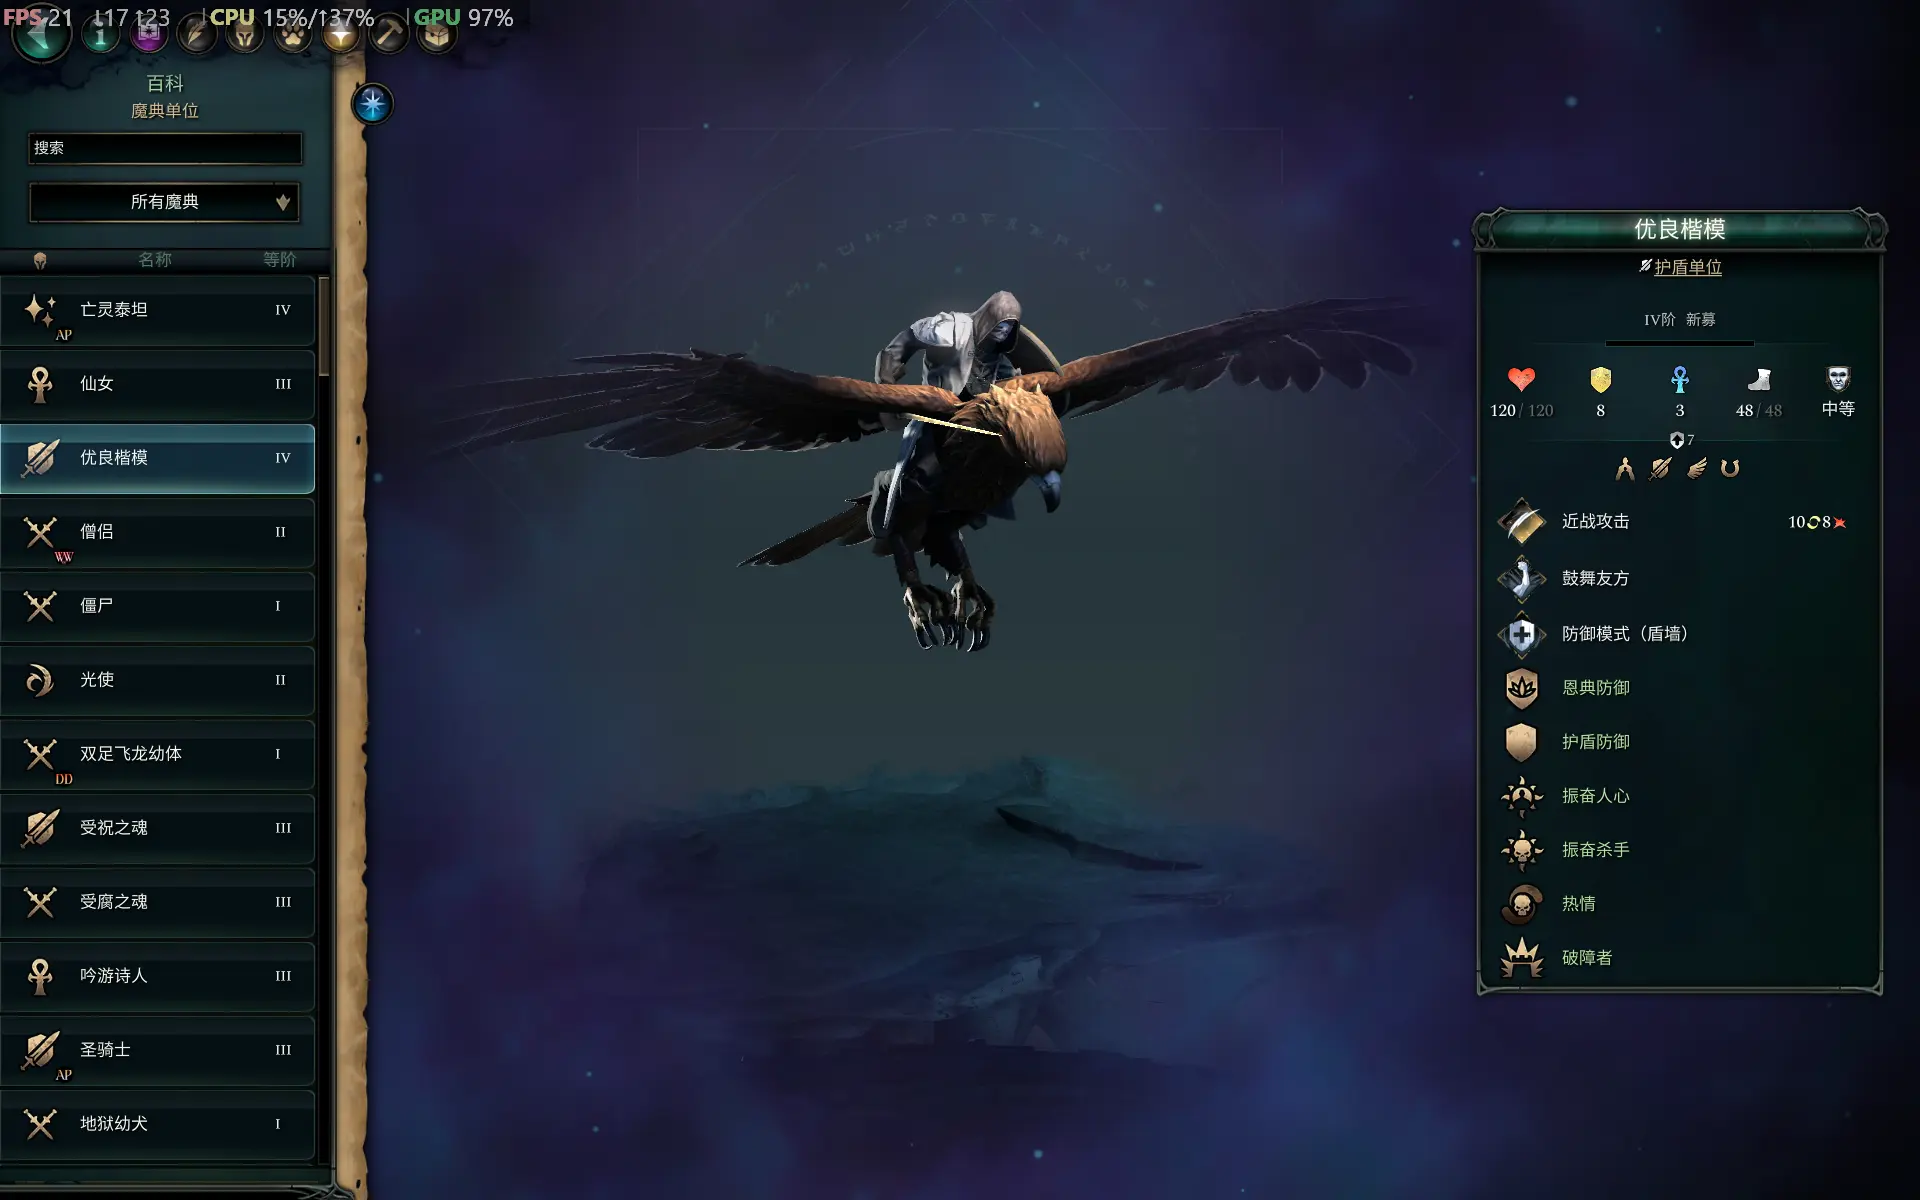 FPS 21 ↓17 ↑23 | CPU 15%/↑37% | GPU 97%
百科
魔典单位
搜索
所有魔典
名称 等阶
亡灵泰坦 IV
AP
仙女 III
优良楷模 IV
僧侣 II
WW
僵尸 I
光使 II
双足飞龙幼体 I
DD
受祝之魂 III
受腐之魂 III
吟游诗人 III
圣骑士 III
AP
地狱幼犬 I
优良楷模
护盾单位
IV阶 新募
120/120 8 3 48/48 中等
7
近战攻击 10 8
鼓舞友方
防御模式（盾墙）
恩典防御
护盾防御
振奋人心
振奋杀手
热情
破障者